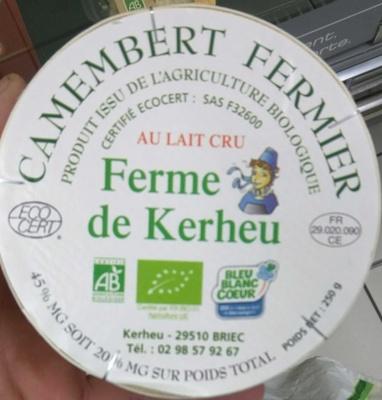 CAMEMBERT FERMIER
PRODUIT ISSU DE L'AGRICULTURE BIOLOGIQUE
CERTIFIÉ ECOCERT : SAS F32600
AU LAIT CRU
Ferme
de Kerheu
ECO
CERT
FR
29.020.090
CE
AB
BLEU
BLANC
COEUR
Kerheu - 29510 BRIEC
Tél. : 02 98 57 92 67
45% MG SOIT 20% MG SUR POIDS TOTAL
POIDS NET : 250 g